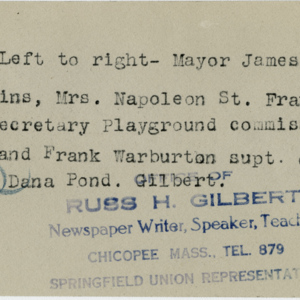 Left to right- Mayor James
ins, Mrs. Napoleon St. Fra
ecretary Playground commis
and Frank Warburton supt.
Dana Pond. Gilbert.
OF
RUSS H. GILBERT
Newspaper Writer, Speaker, Teach
CHICOPEE MASS., TEL. 879
SPRINGFIELD UNION REPRESENTAT